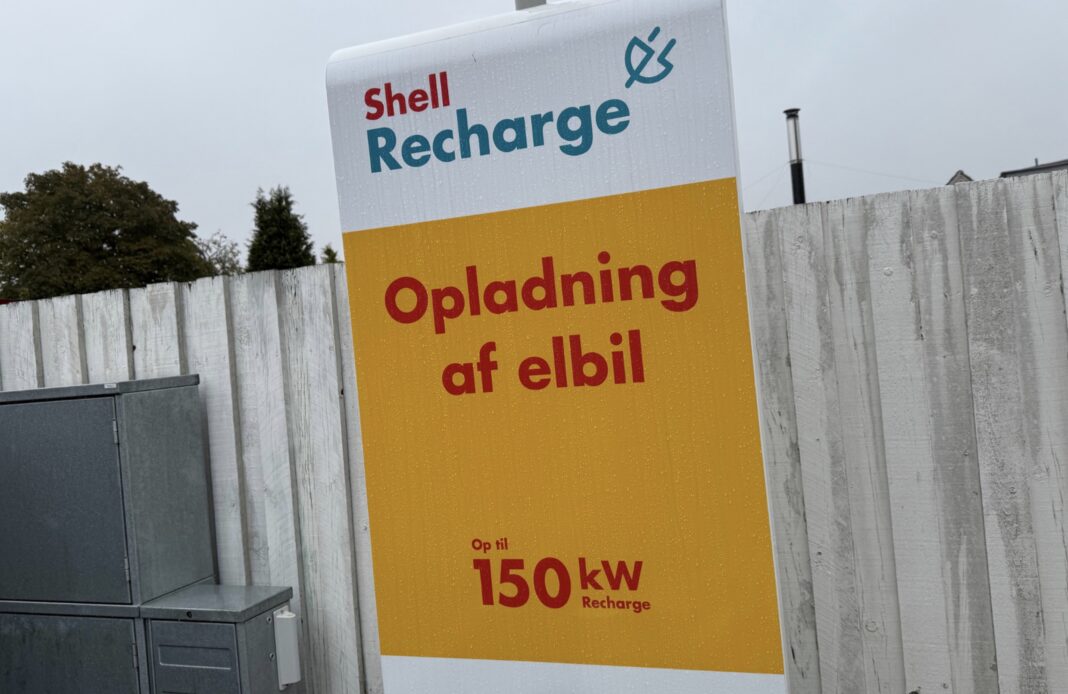 Shell
Recharge
Opladning
af elbil
Op til
150 kW
Recharge